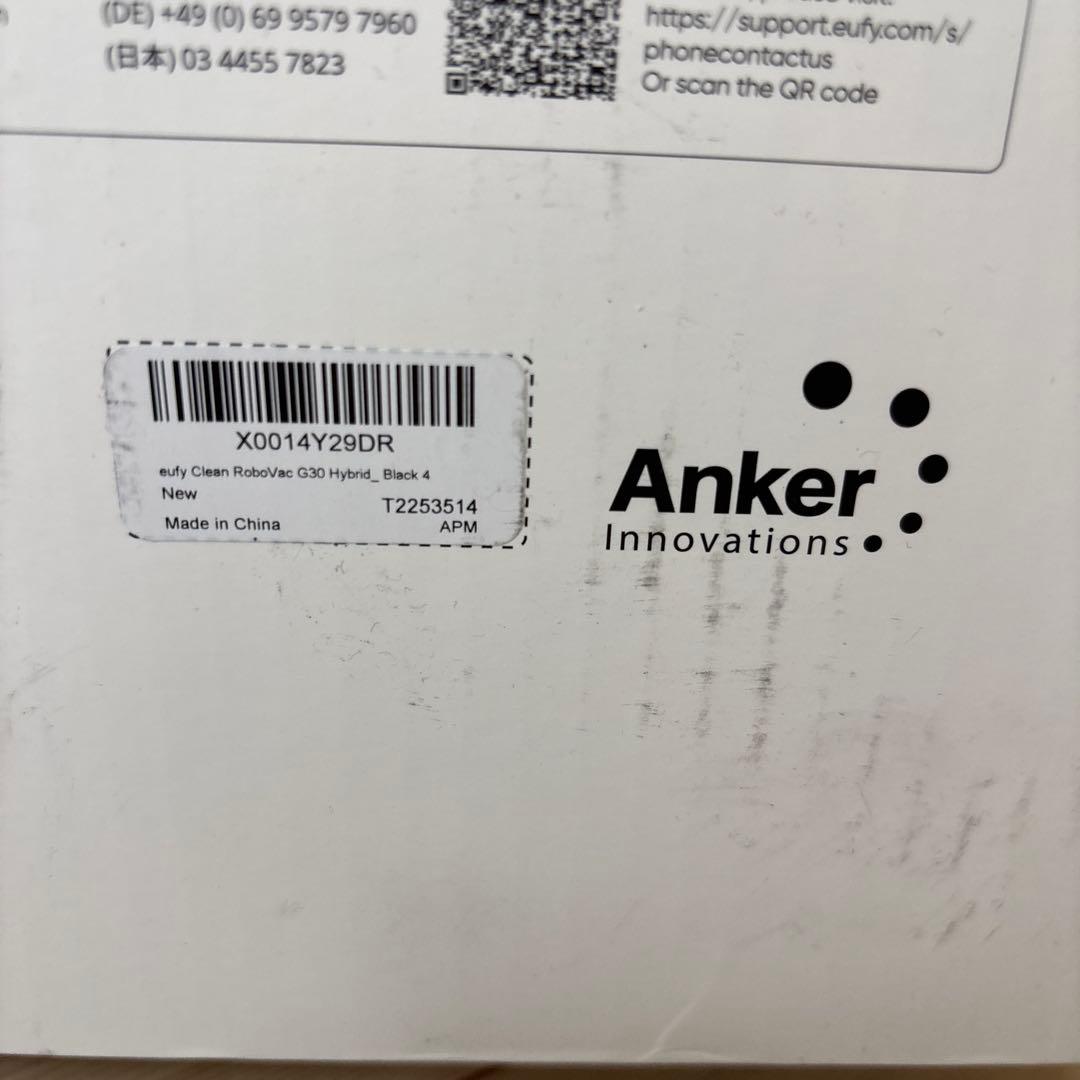 (DE) +49 (0) 69 9579 7960
(日本) 03 4455 7823
https://support.eufy.com/s/
phonecontactus
Or scan the QR code
X0014Y29DR
eufy Clean RoboVac G30 Hybrid_ Black 4
New
T2253514
Made in China
APM
Anker
Innovations